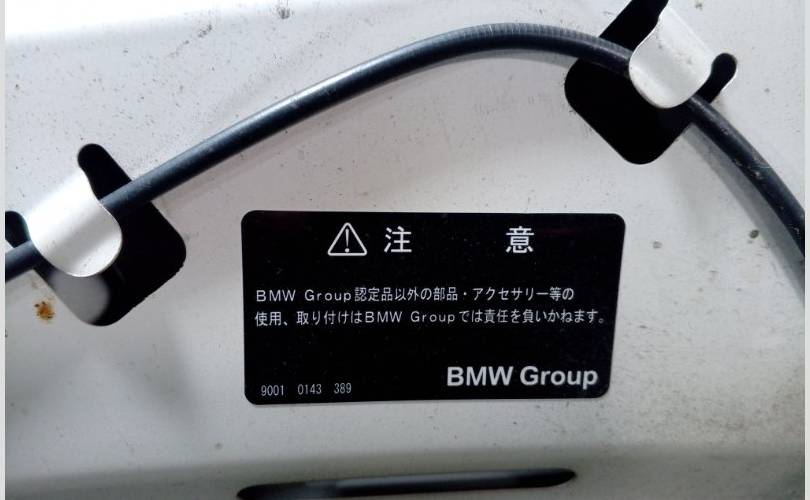 注 意
BMW Group認定品以外の部品・アクセサリー等の
使用、取り付けはBMW Groupでは責任を負いかねます。
BMW Group
9001 0143 389